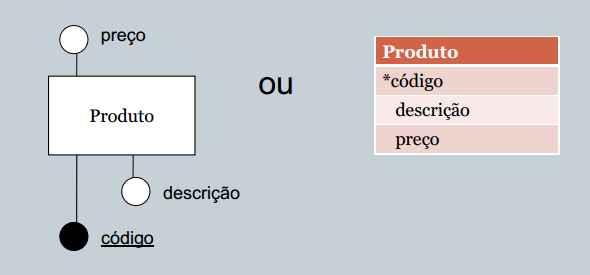 preço
Produto
descrição
código
ou
Produto
*código
descrição
preço